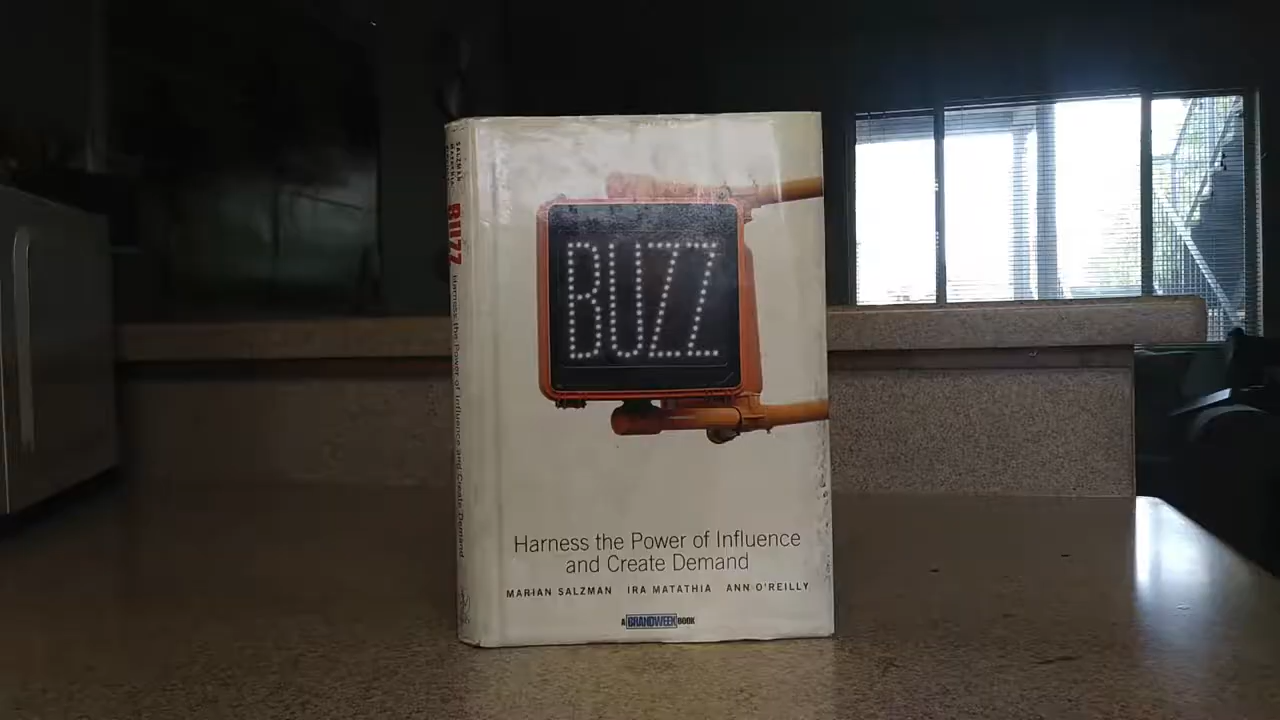 BUZZ
Harness the Power of Influence
and Create Demand
MARIAN SALZMAN IRA MATATHIA ANN O'REILLY
A BRANDWEEK BOOK
BUZZ
Harness the Power of Influence and Create Demand